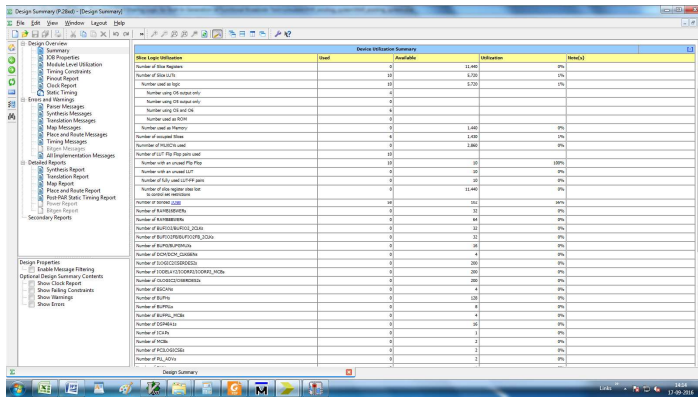 Design Summary (P.28xd) - [Design Summary]
File Edit View Window Layout Help
Design Overview
Summary
IOB Properties
Module Level Utilization
Timing Constraints
Pinout Report
Clock Report
Static Timing
Errors and Warnings
Parser Messages
Synthesis Messages
Translation Messages
Map Messages
Place and Route Messages
Timing Messages
Bitgen Messages
All Implementation Messages
Detailed Reports
Synthesis Report
Translation Report
Map Report
Place and Route Report
Post-PAR Static Timing Report
Power Report
Bitgen Report
Secondary Reports
Design Properties
Enable Message Filtering
Optional Design Summary Contents
Show Clock Report
Show Failing Constraints
Show Warnings
Show Errors
Device Utilization Summary
Slice Logic Utilization Used Available Utilization Note(s)
Number of Slice Registers 0 11,440 0%
Number of Slice LUTs 10 5,720 1%
Number used as logic 10 5,720 1%
Number using O6 output only 4
Number using O5 output only 0
Number using O5 and O6 6
Number used as ROM 0
Number used as Memory 0 1,440 0%
Number of occupied Slices 6 1,430 1%
Number of MUXCYs used 0 2,860 0%
Number of LUT Flip Flop pairs used 10
Number with an unused Flip Flop 10 10 100%
Number with an unused LUT 0 10 0%
Number of fully used LUT-FF pairs 0 10 0%
Number of slice register sites lost
to control set restrictions 0 11,440 0%
Number of bonded IOBs
Number of RAMB16BWERs 0 32 0%
Number of RAMB8BWERs 0 64 0%
Number of BUFIO2/BUFIO2_2CLKs 0 32 0%
Number of BUFIO2FB/BUFIO2FB_2CLKs 0 32 0%
Number of BUFG/BUFGMUXs 0 16 0%
Number of DCM/DCM_CLKGENs 0 4 0%
Number of ILOGIC2/ISERDES2s 0 200 0%
Number of IODELAY2/IODRP2/IODRP2_MCBs 0 200 0%
Number of OLOGIC2/OSERDES2s 0 200 0%
Number of BSCANs 0 4 0%
Number of BUFHs 0 128 0%
Number of BUFPLLs 0 8 0%
Number of BUFPLL_MCBs 0 4 0%
Number of DSP48A1s 0 16 0%
Number of ICAPs 0 1 0%
Number of MCBs 0 2 0%
Number of PCILOGICSEs 0 2 0%
Number of PLL_ADVs 0 2 0%
Design Summary
Links
14:14
17-09-2016